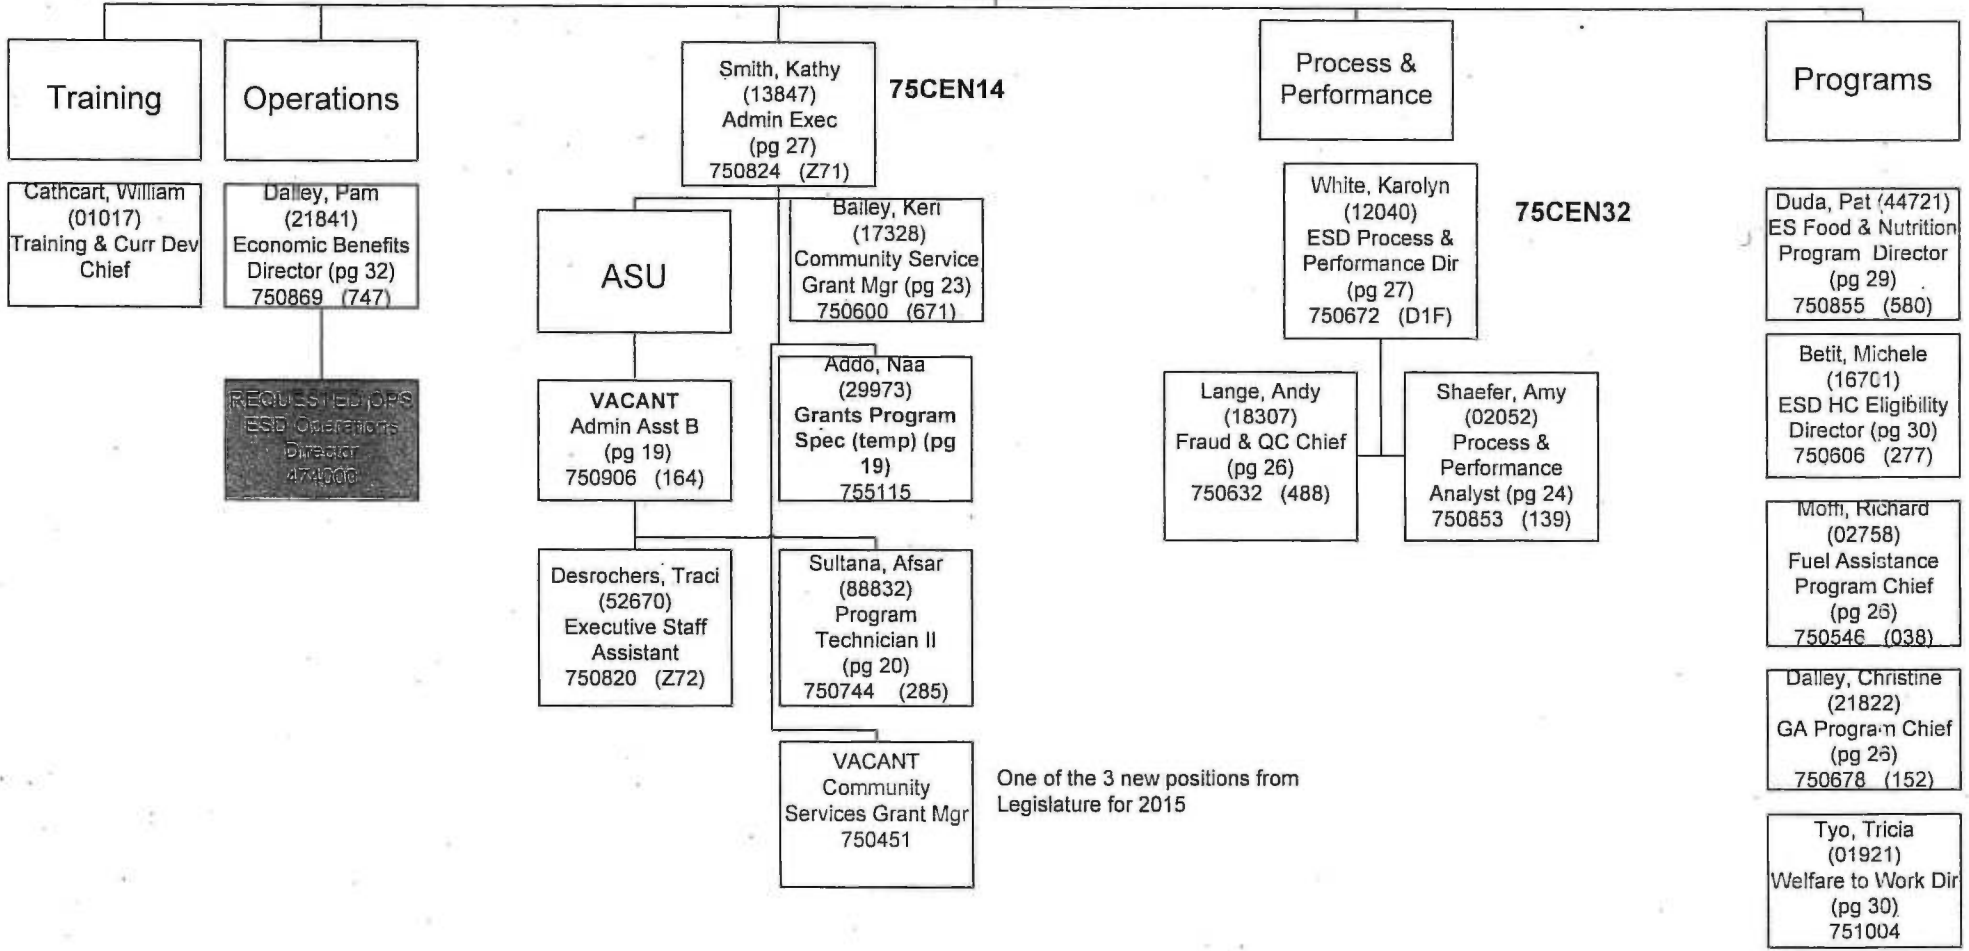 Training
Cathcart, William
(01017)
Training & Curr Dev
Chief
Operations
Dalley, Pam
(21841)
Economic Benefits
Director (pg 32)
750869 (747)
REQUESTED OPS
ESD Operations
Director
474000
Smith, Kathy
(13847)
Admin Exec
(pg 27)
750824 (Z71)
75CEN14
ASU
Bailey, Keri
(17328)
Community Service
Grant Mgr (pg 23)
750600 (671)
VACANT
Admin Asst B
(pg 19)
750906 (164)
Addo, Naa
(29973)
Grants Program
Spec (temp) (pg
19)
755115
Desrochers, Traci
(52670)
Executive Staff
Assistant
750820 (Z72)
Sultana, Afsar
(88832)
Program
Technician II
(pg 20)
750744 (285)
VACANT
Community
Services Grant Mgr
750451
One of the 3 new positions from
Legislature for 2015
Process &
Performance
White, Karolyn
(12040)
ESD Process &
Performance Dir
(pg 27)
750672 (D1F)
75CEN32
Lange, Andy
(18307)
Fraud & QC Chief
(pg 26)
750632 (488)
Shaefer, Amy
(02052)
Process &
Performance
Analyst (pg 24)
750853 (139)
Programs
Duda, Pat (44721)
ES Food & Nutrition
Program Director
(pg 29)
750855 (580)
Betit, Michele
(16701)
ESD HC Eligibility
Director (pg 30)
750606 (277)
Moffi, Richard
(02758)
Fuel Assistance
Program Chief
(pg 26)
750546 (038)
Dalley, Christine
(21822)
GA Program Chief
(pg 26)
750678 (152)
Tyo, Tricia
(01921)
Welfare to Work Dir
(pg 30)
751004